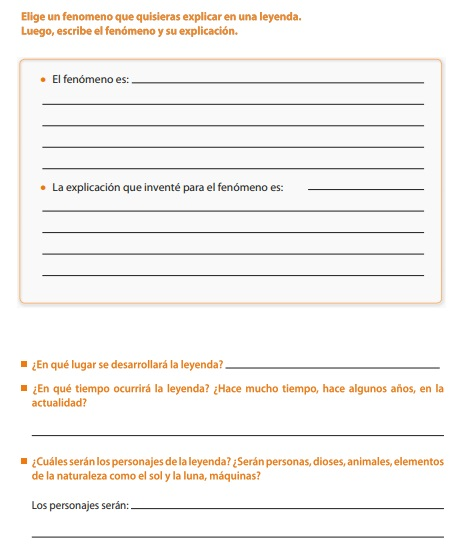 Elige un fenomeno que quisieras explicar en una leyenda.
Luego, escribe el fenómeno y su explicación.
El fenómeno es:
La explicación que inventé para el fenómeno es:
¿En qué lugar se desarrollará la leyenda?
¿En qué tiempo ocurrirá la leyenda? ¿Hace mucho tiempo, hace algunos años, en la
actualidad?
¿Cuáles serán los personajes de la leyenda? ¿Serán personas, dioses, animales, elementos
de la naturaleza como el sol y la luna, máquinas?
Los personajes serán: